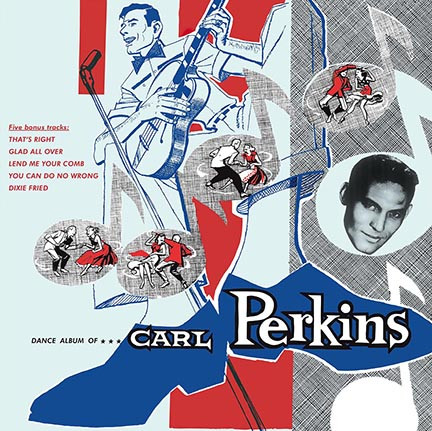 Five bonus tracks:
THAT'S RIGHT
GLAD ALL OVER
LEND ME YOUR COMB
YOU CAN DO NO WRONG
DIXIE FRIED
DANCE ALBUM OF *** CARL Perkins